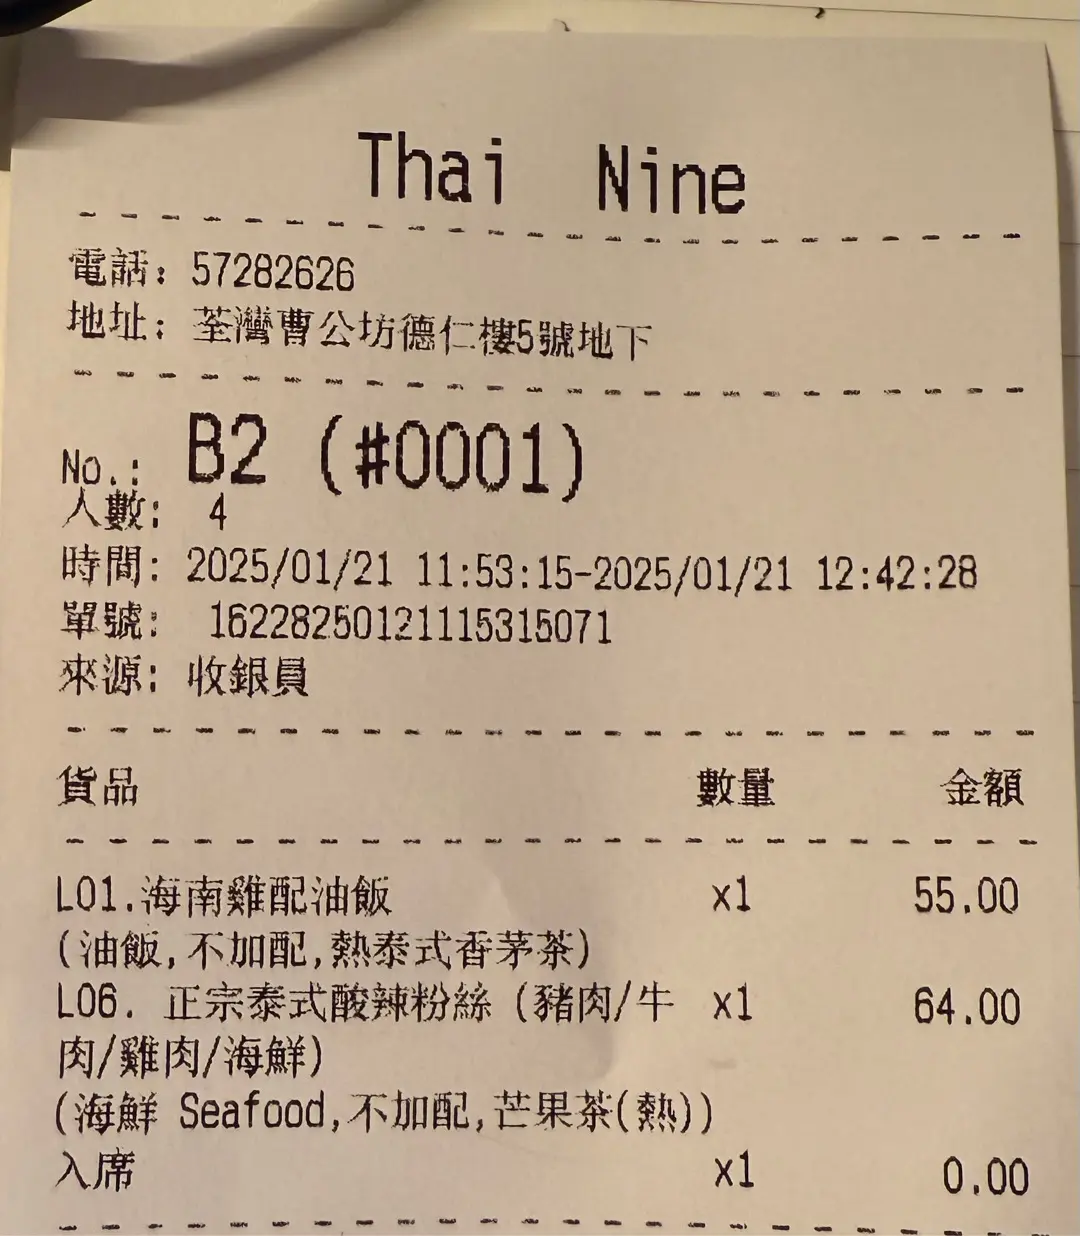 Thai Nine
電話: 57282626
地址: 荃灣曹公坊德仁樓5號地下
No.: B2 (#0001)
人數: 4
時間: 2025/01/21 11:53:15-2025/01/21 12:42:28
單號: 162282501211115315071
來源: 收銀員
貨品 數量 金額
L01.海南雞配油飯 x1 55.00
(油飯,不加配,熱泰式香茅茶)
L06. 正宗泰式酸辣粉絲 (豬肉/牛 x1 64.00
肉/雞肉/海鮮)
(海鮮 Seafood,不加配,芒果茶(熱))
入席 x1 0.00